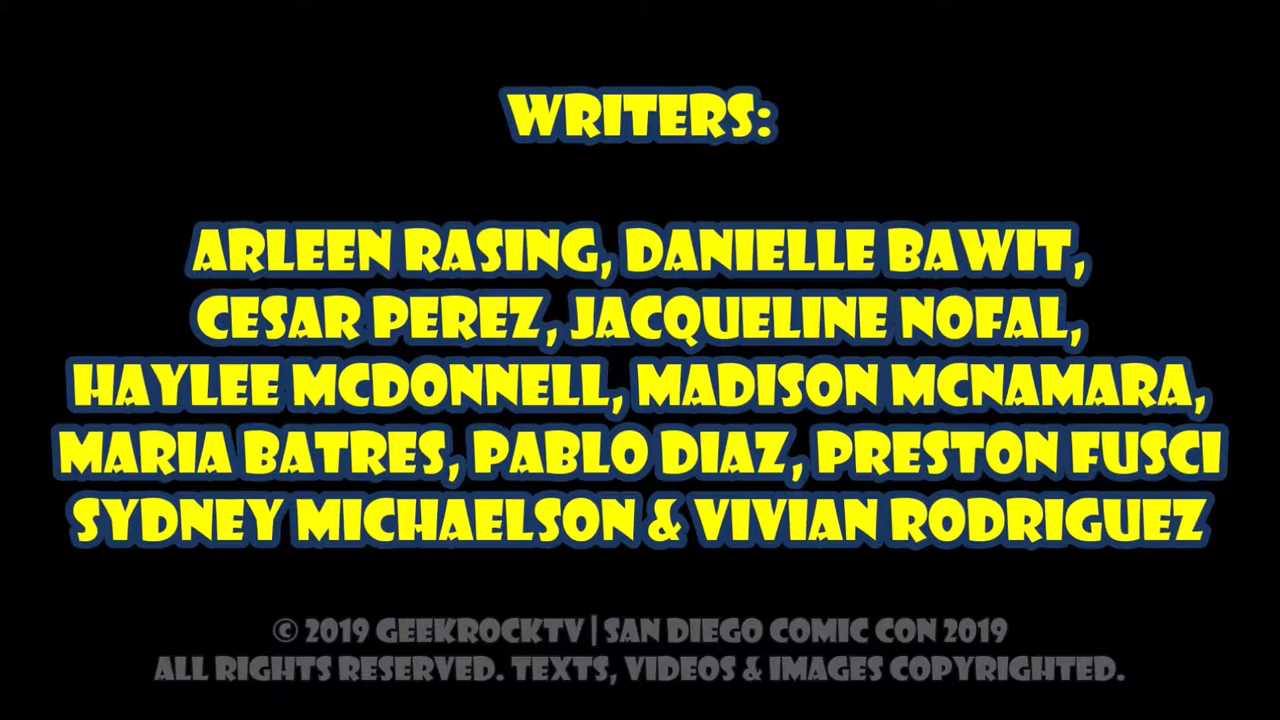 WRITERS:
ARLEEN RASING, DANIELLE BAWIT,
CESAR PEREZ, JACQUELINE NOFAL,
HAYLEE MCDONNELL, MADISON MCNAMARA,
MARIA BATRES, PABLO DIAZ, PRESTON FUSCI
SYDNEY MICHAELSON & VIVIAN RODRIGUEZ
© 2019 GEEKROCKTV | SAN DIEGO COMIC CON 2019
ALL RIGHTS RESERVED. TEXTS, VIDEOS & IMAGES COPYRIGHTED.